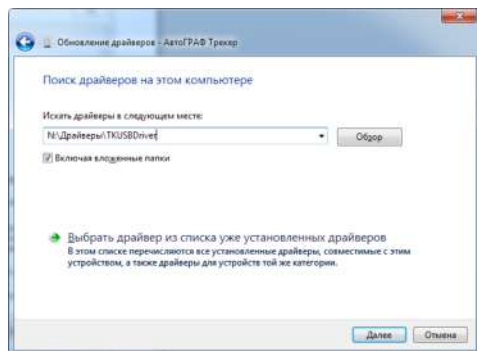 Обновление драйверов - АвтоГРАФ Трекер
Поиск драйверов на этом компьютере
Искать драйверы в следующем месте:
N:\Драйверы\TKUSBDriver
Обзор
Включая вложенные папки
Выбрать драйвер из списка уже установленных драйверов
В этом списке перечисляются все установленные драйверы, совместимые с этим
устройством, а также драйверы для устройств той же категории.
Далее
Отмена